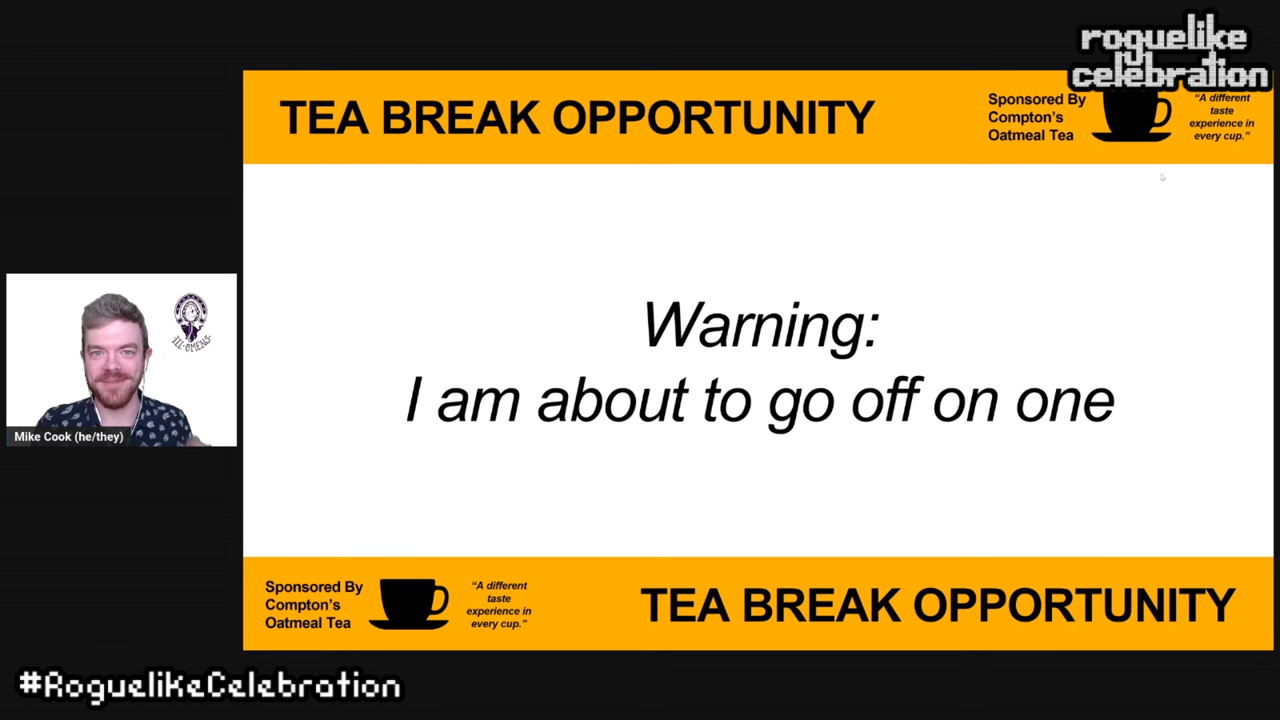 roguelike
celebration
TEA BREAK OPPORTUNITY
Sponsored By
Compton's
Oatmeal Tea
“A different
taste
experience in
every cup.”
Warning:
I am about to go off on one
ILL-OMENS
Mike Cook (he/they)
Sponsored By
Compton's
Oatmeal Tea
“A different
taste
experience in
every cup.”
TEA BREAK OPPORTUNITY
#RoguelikeCelebration